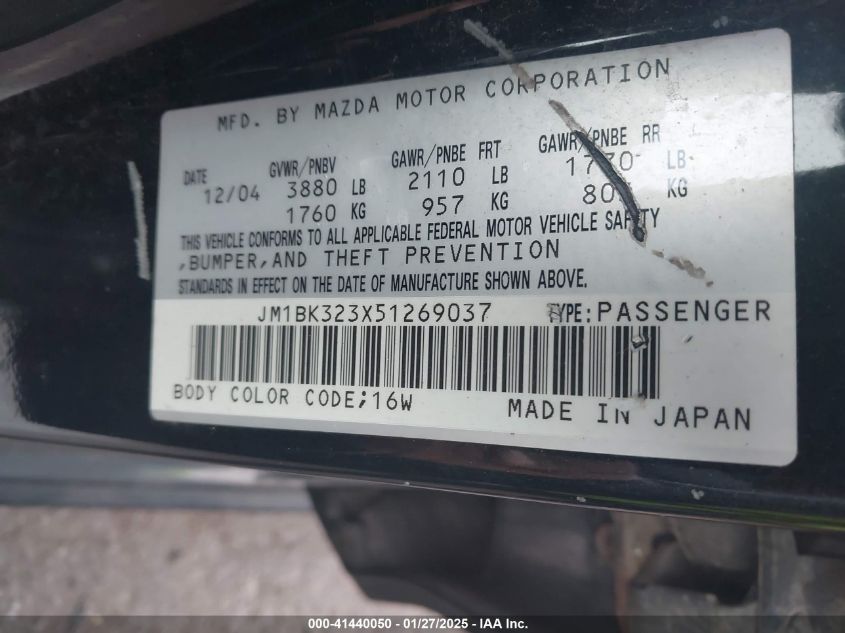 MFD. BY MAZDA MOTOR CORPORATION
DATE GVWR/PNBV GAWR/PNBE FRT GAWR/PNBE RR
12/04 3880 LB 2110 LB 1770 LB
1760 KG 957 KG KG
THIS VEHICLE CONFORMS TO ALL APPLICABLE FEDERAL MOTOR VEHICLE SAFETY
,BUMPER,AND THEFT PREVENTION
STANDARDS IN EFFECT ON THE DATE OF MANUFACTURE SHOWN ABOVE.
JM1BK323X51269037 TYPE:PASSENGER
BODY COLOR CODE;16W MADE IN JAPAN
000-41440050 - 01/27/2025 - IAA Inc.